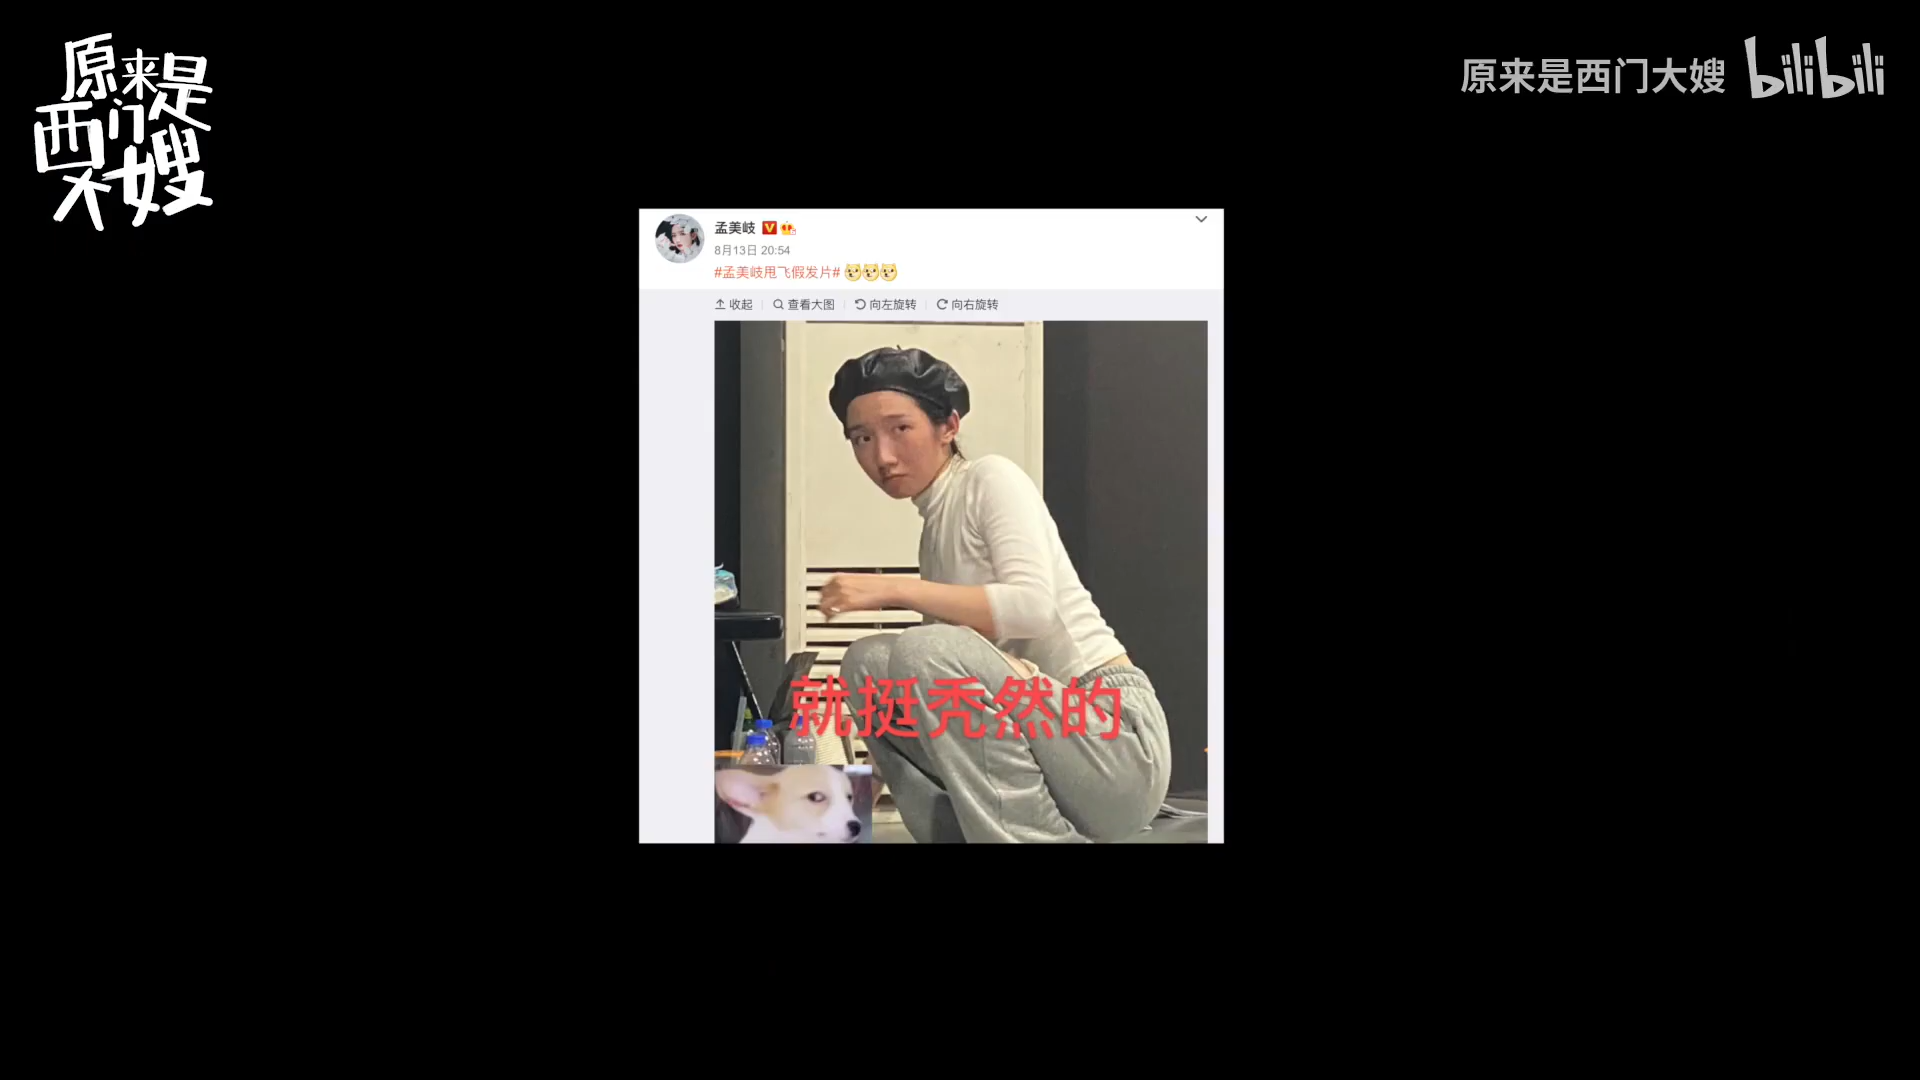 原来是
西门大嫂
原来是西门大嫂 bilibili
孟美岐 V
8月13日 20:54
#孟美岐甩飞假发片#
收起 查看大图 向左旋转 向右旋转
就挺秃然的